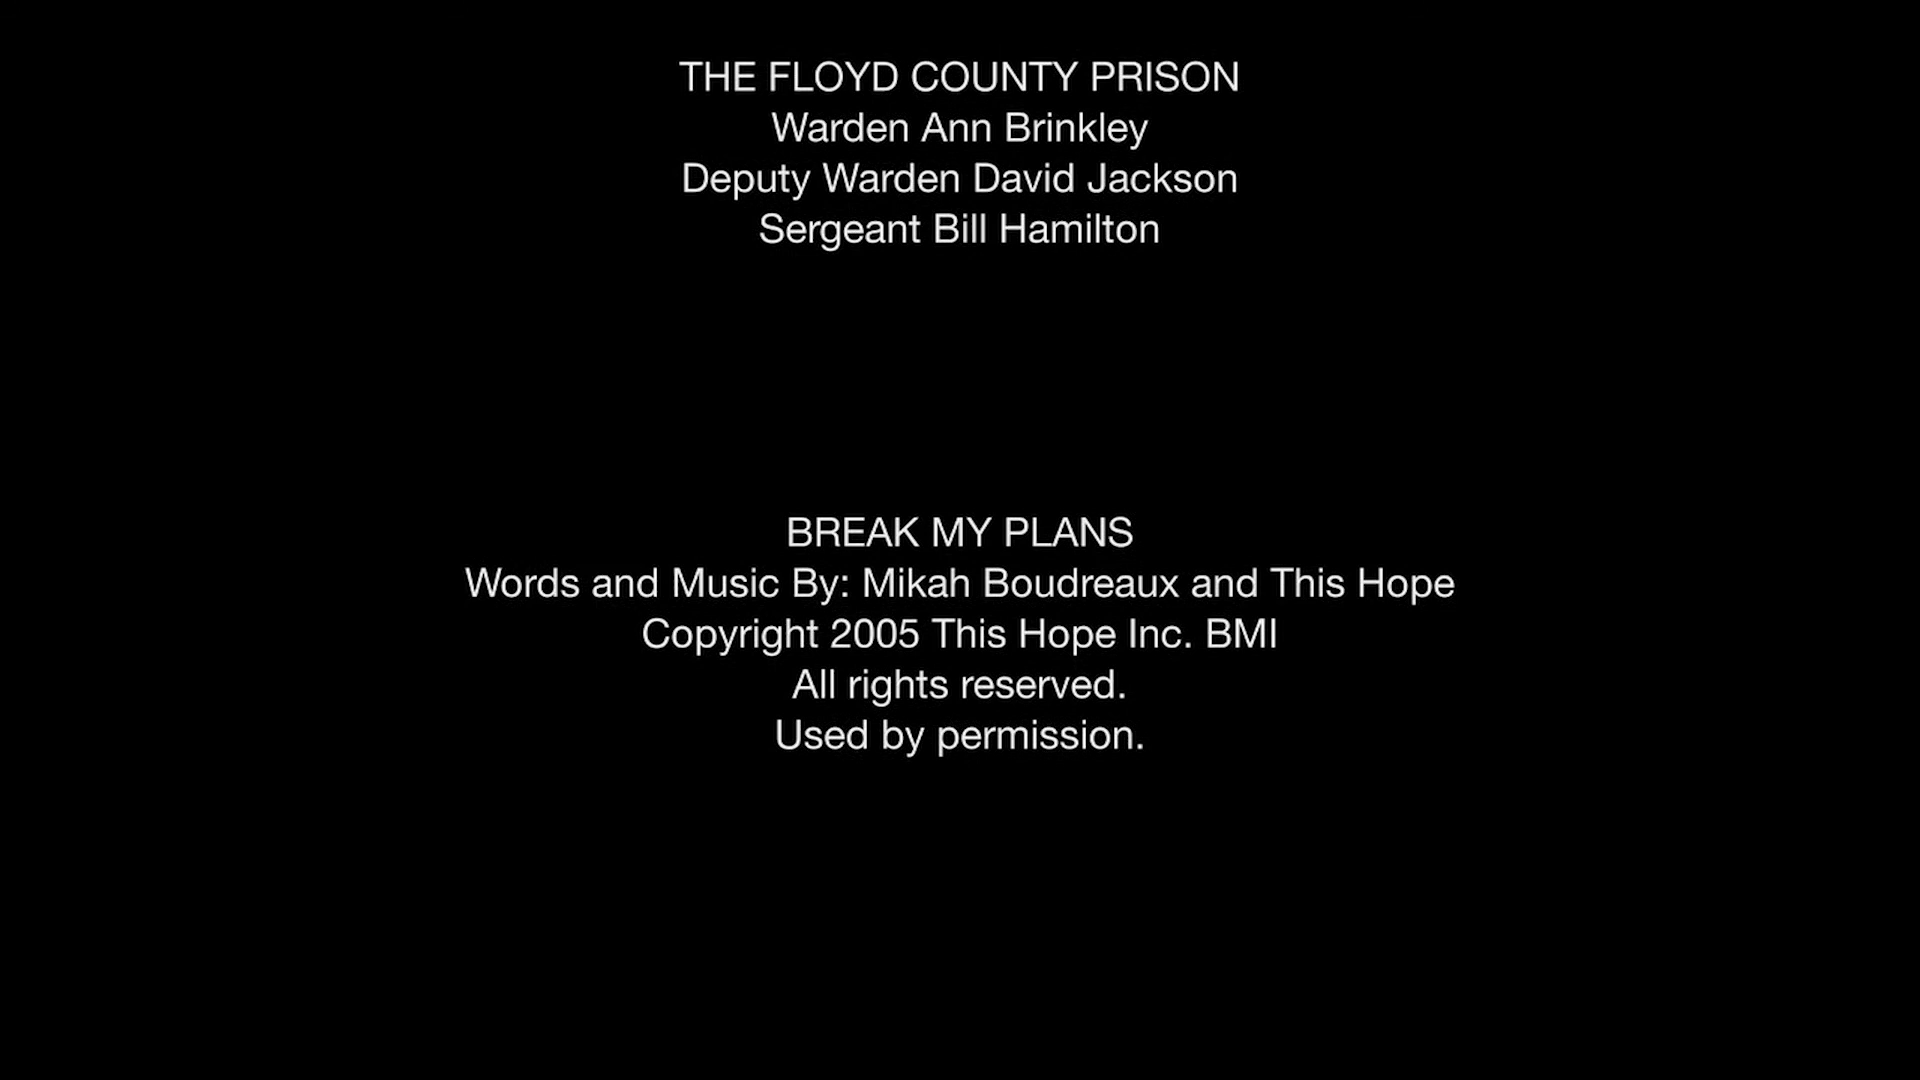 THE FLOYD COUNTY PRISON
Warden Ann Brinkley
Deputy Warden David Jackson
Sergeant Bill Hamilton
BREAK MY PLANS
Words and Music By: Mikah Boudreaux and This Hope
Copyright 2005 This Hope Inc. BMI
All rights reserved.
Used by permission.